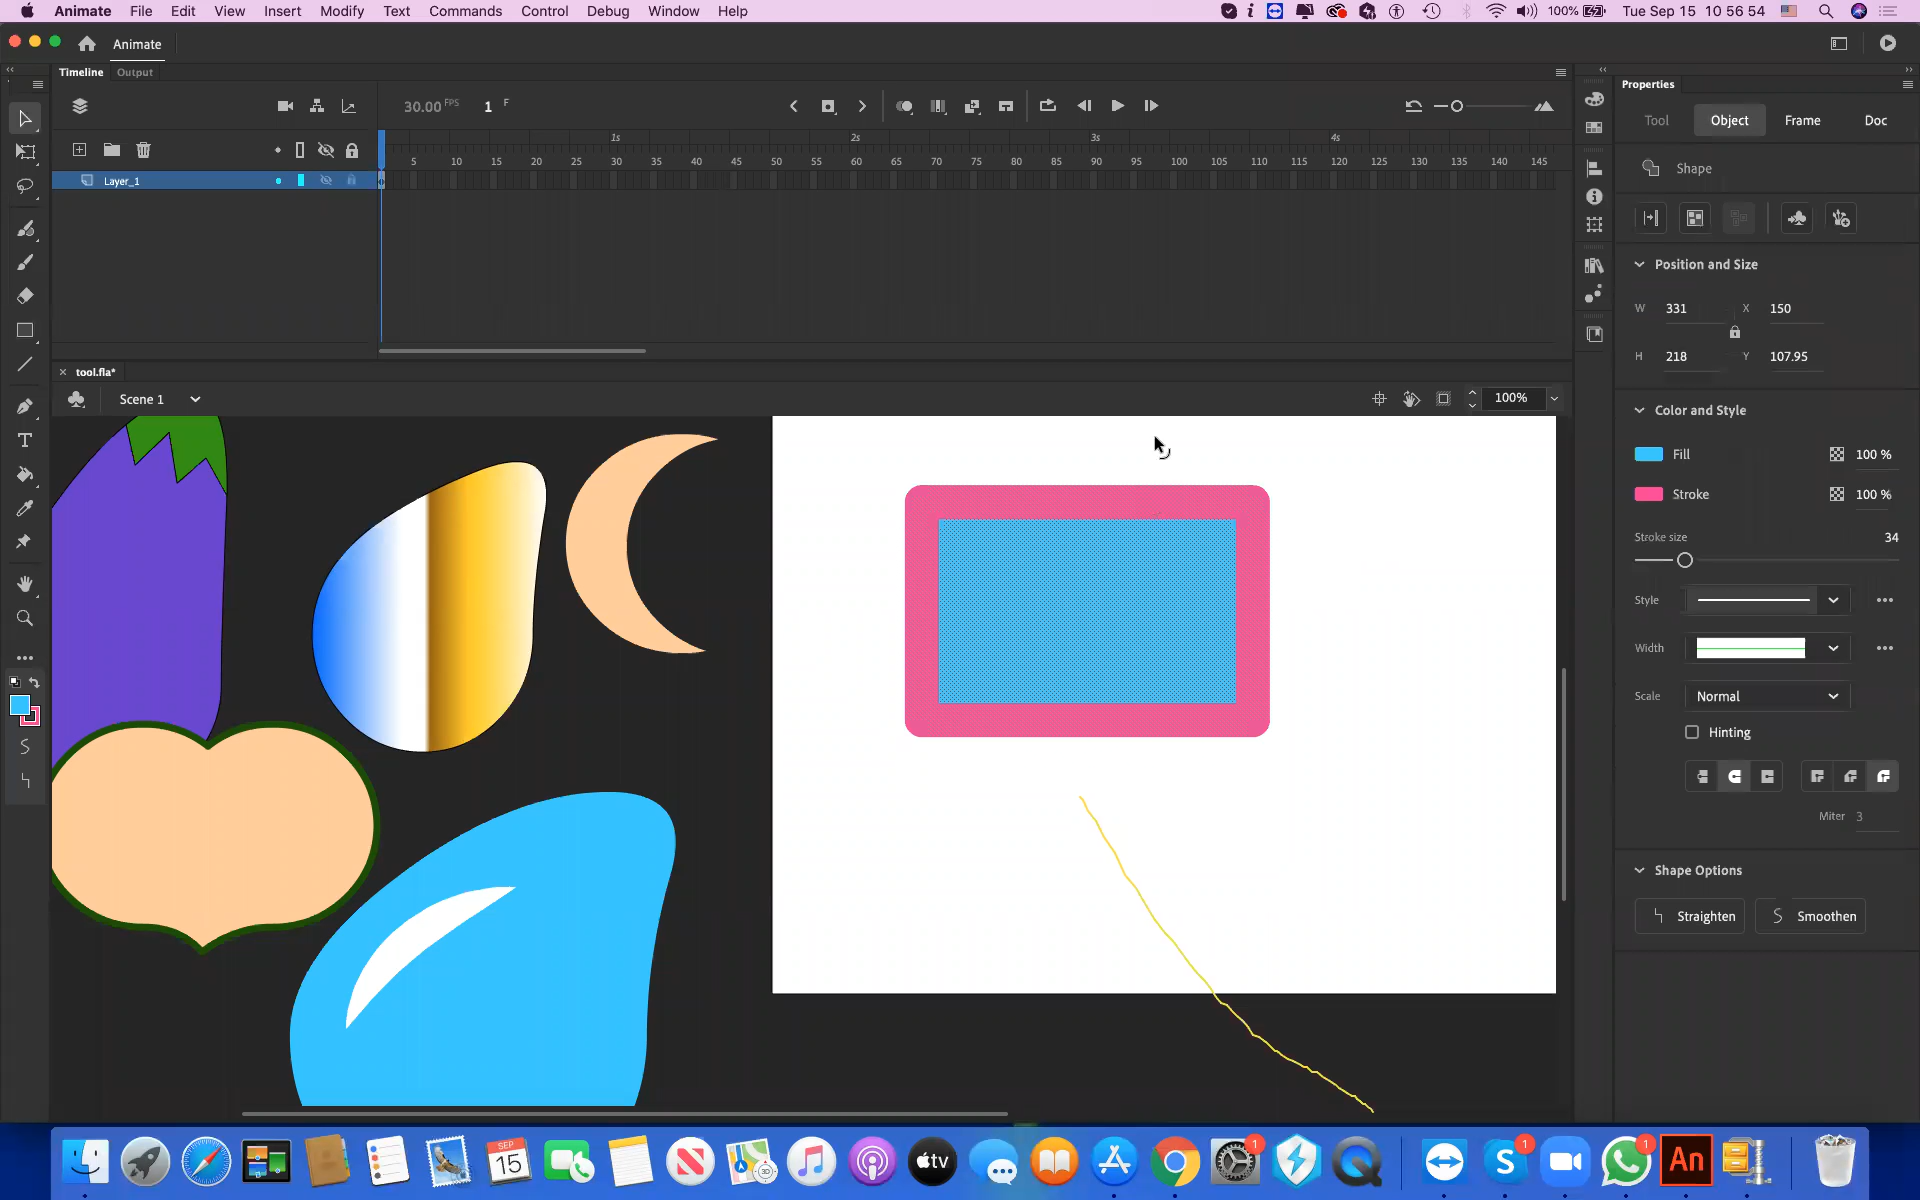 Animate File Edit View Insert Modify Text Commands Control Debug Window Help
100% Tue Sep 15 10 56 54
Animate
Timeline Output
Properties
30.00 FPS 1 F
Tool Object Frame Doc
1s 2s 3s 4s
5 10 15 20 25 30 35 40 45 50 55 60 65 70 75 80 85 90 95 100 105 110 115 120 125 130 135 140 145
Layer_1
Shape
Position and Size
W 331 X 150
H 218 Y 107.95
tool.fla*
Scene 1
100%
Color and Style
Fill 100 %
Stroke 100 %
Stroke size 34
Style
Width
Scale Normal
Hinting
Miter 3
Shape Options
Straighten Smoothen
SEP
15
tv
1
1
S
1
An